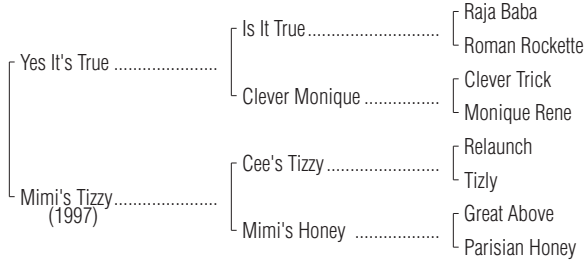 Raja Baba
Is It True
Roman Rockette
Yes It's True
Clever Trick
Clever Monique
Monique Rene
Relaunch
Cee's Tizzy
Tizly
Mimi's Tizzy
(1997)
Great Above
Mimi's Honey
Parisian Honey